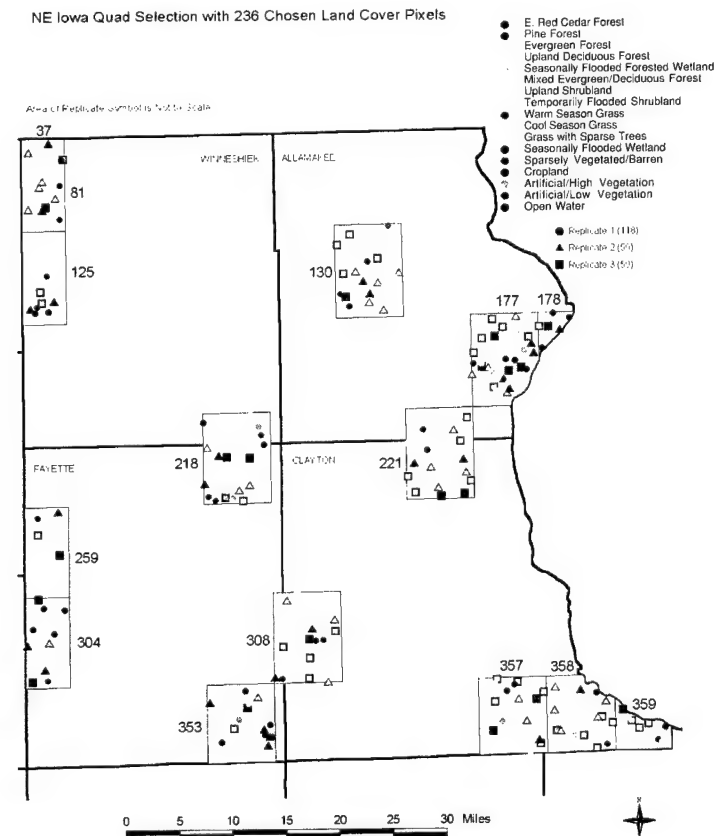 NE Iowa Quad Selection with 236 Chosen Land Cover Pixels
E. Red Cedar Forest
Pine Forest
Evergreen Forest
Upland Deciduous Forest
Seasonally Flooded Forested Wetland
Mixed Evergreen/Deciduous Forest
Upland Shrubland
Temporarily Flooded Shrubland
Warm Season Grass
Cool Season Grass
Grass with Sparse Trees
Seasonally Flooded Wetland
Sparsely Vegetated/Barren
Cropland
Artificial/High Vegetation
Artificial/Low Vegetation
Open Water
Replicate 1 (118)
Replicate 2 (59)
Replicate 3 (59)
Area of Replicate Symbol is Not to Scale
37
WINNESHIEK
ALLAMAKEE
81
125
130
177
178
218
221
FAYETTE
CLAYTON
259
304
308
353
357
358
359
0 5 10 15 20 25 30 Miles